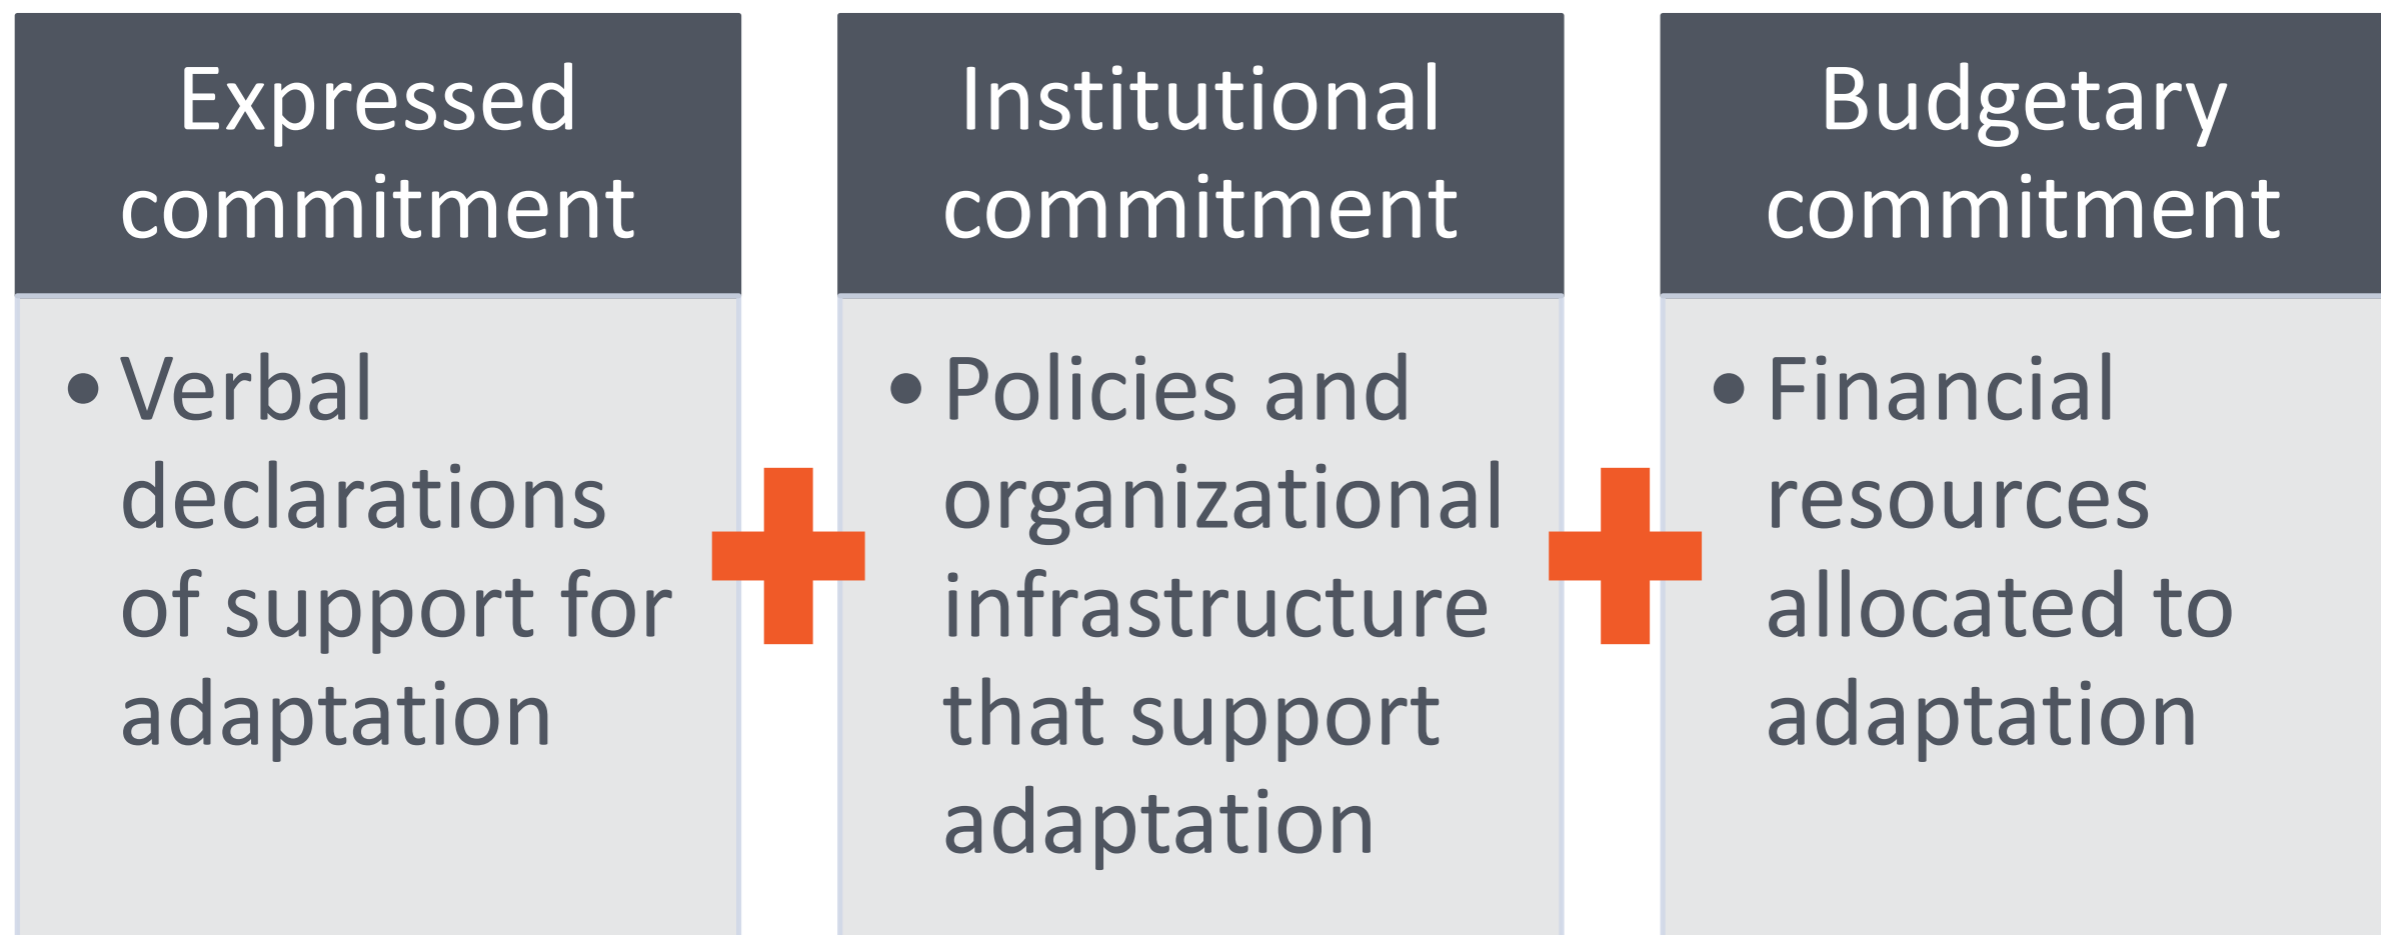 Expressed
commitment
• Verbal
declarations
of support for
adaptation
Institutional
commitment
• Policies and
organizational
infrastructure
that support
adaptation
Budgetary
commitment
• Financial
resources
allocated to
adaptation